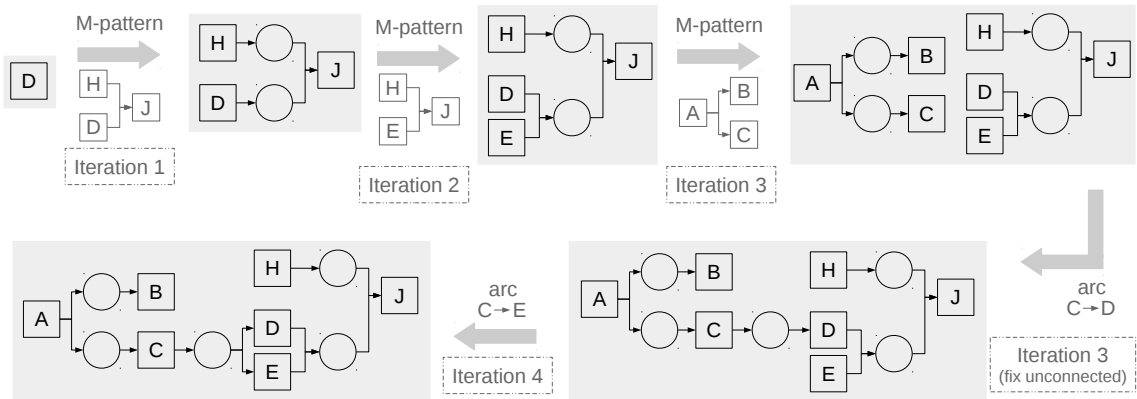 D
M-pattern
H
D
J
Iteration 1
H
D
J
M-pattern
H
E
J
Iteration 2
H
D
E
J
M-pattern
A
B
C
Iteration 3
A
B
C
H
D
E
J
arc
C→D
Iteration 3
(fix unconnected)
A
B
C
H
D
E
J
arc
C→E
Iteration 4
A
B
C
H
D
E
J